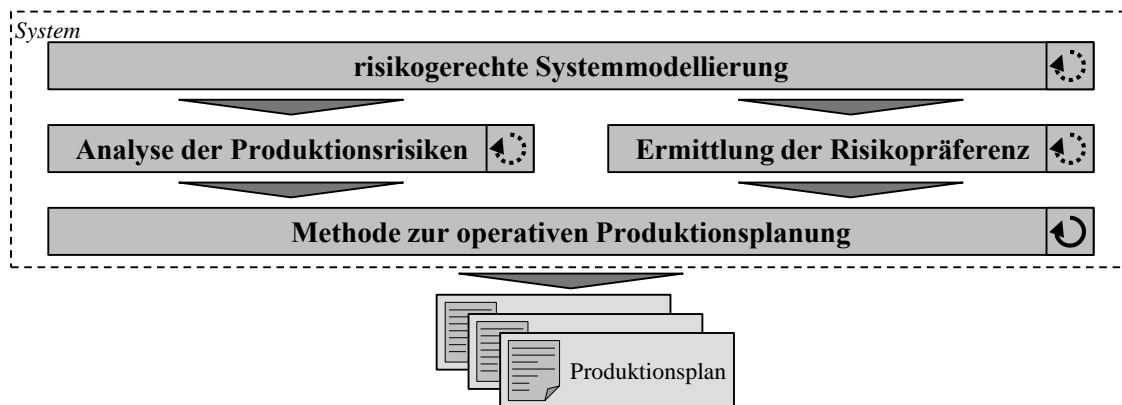 System
risikogerechte Systemmodellierung
Analyse der Produktionsrisiken
Ermittlung der Risikopräferenz
Methode zur operativen Produktionsplanung
Produktionsplan